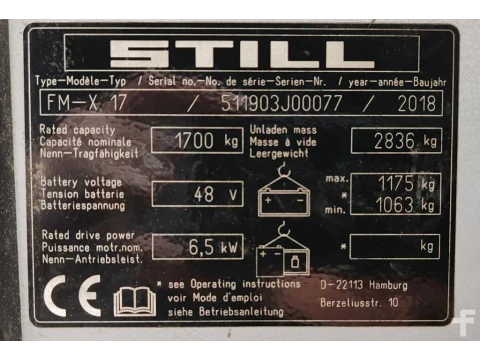 STILL
Type-Modèle-Typ / Serial no.-No. de série-Serien-Nr. / year-année-Baujahr
FM-X 17 / 511903J00077 / 2018
Rated capacity
Capacité nominale
Nenn-Tragfähigkeit
1700 kg
Unladen mass
Masse à vide
Leergewicht
2836 kg
Battery voltage
Tension batterie
Batteriespannung
48 V
max. 1175 kg
*
min. 1063 kg
Rated drive power
Puissance motr.nom.
Nenn-Antriebsleist.
6,5 kW
* kg
CE
* see Operating instructions
voir Mode d'emploi
siehe Betriebsanleitung
D-22113 Hamburg
Berzeliusstr. 10
f